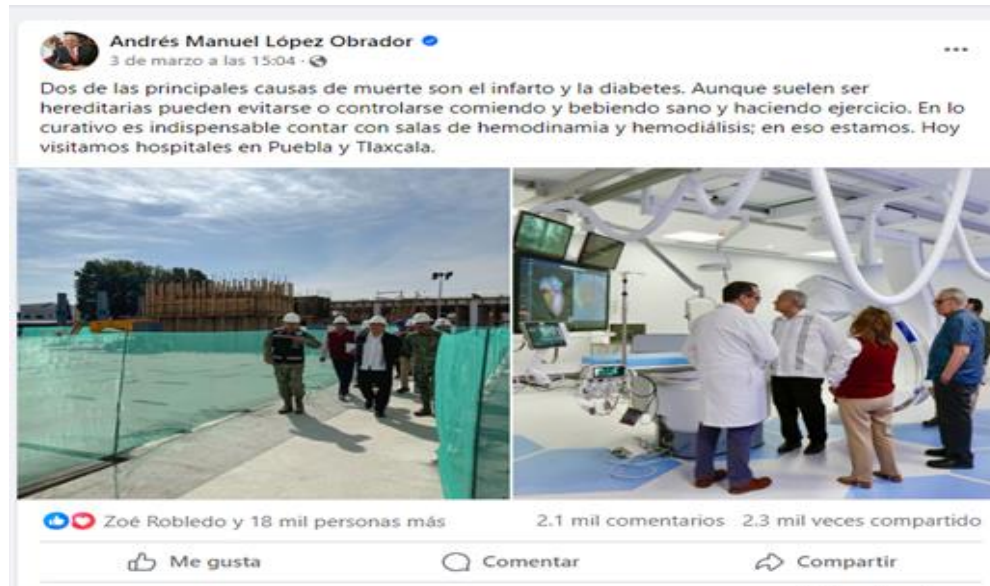 Andrés Manuel López Obrador
3 de marzo a las 15:04 ·
Dos de las principales causas de muerte son el infarto y la diabetes. Aunque suelen ser
hereditarias pueden evitarse o controlarse comiendo y bebiendo sano y haciendo ejercicio. En lo
curativo es indispensable contar con salas de hemodinamia y hemodiálisis; en eso estamos. Hoy
visitamos hospitales en Puebla y Tlaxcala.
Zoé Robledo y 18 mil personas más
2.1 mil comentarios 2.3 mil veces compartido
Me gusta
Comentar
Compartir